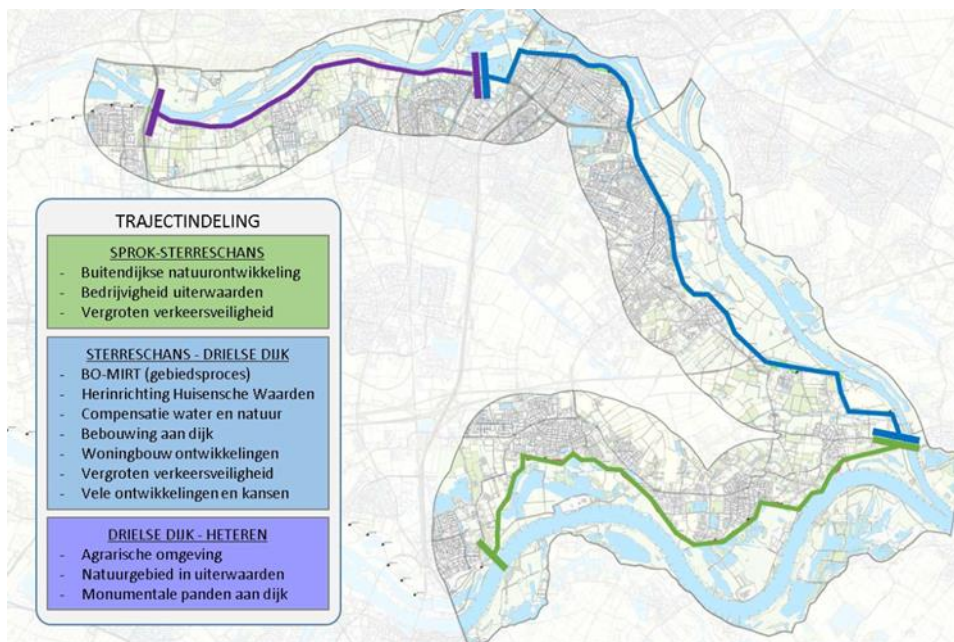 TRAJECTINDELING
SPROK-STERRESCHANS
- Buitendijkse natuurontwikkeling
- Bedrijvigheid uiterwaarden
- Vergroten verkeersveiligheid
STERRESCHANS - DRIELSE DIJK
- BO-MIRT (gebiedsproces)
- Herinrichting Huisensche Waarden
- Compensatie water en natuur
- Bebouwing aan dijk
- Woningbouw ontwikkelingen
- Vergroten verkeersveiligheid
- Vele ontwikkelingen en kansen
DRIELSE DIJK - HETEREN
- Agrarische omgeving
- Natuurgebied in uiterwaarden
- Monumentale panden aan dijk